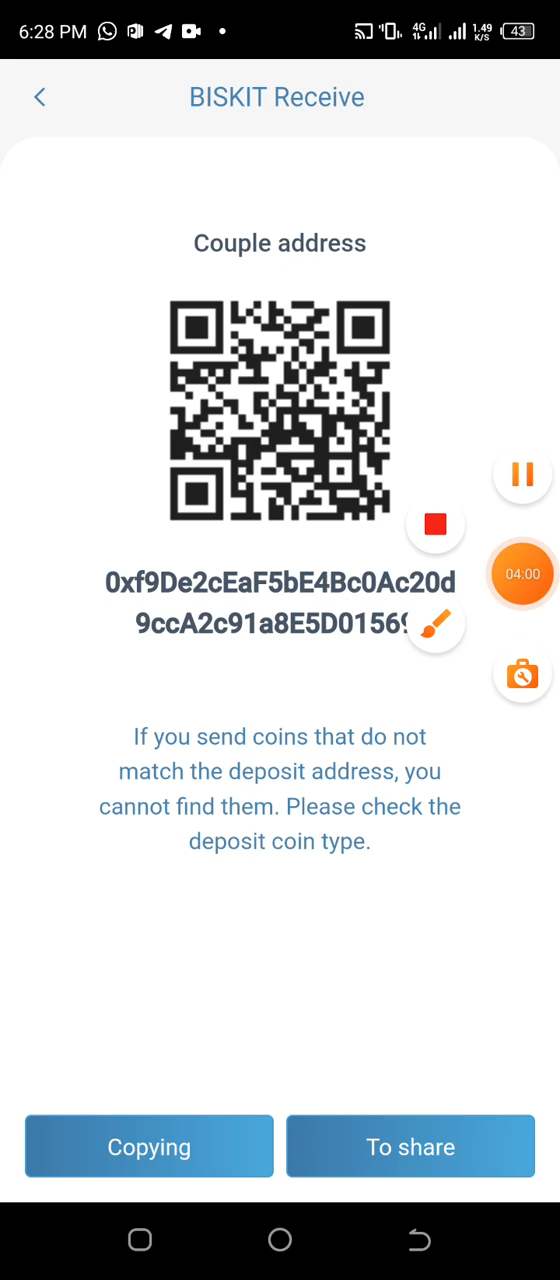 6:28 PM
4G
1.49
K/S
43
BISKIT Receive
Couple address
0xf9De2cEaF5bE4Bc0Ac20d
9ccA2c91a8E5D0156
04:00
If you send coins that do not
match the deposit address, you
cannot find them. Please check the
deposit coin type.
Copying
To share